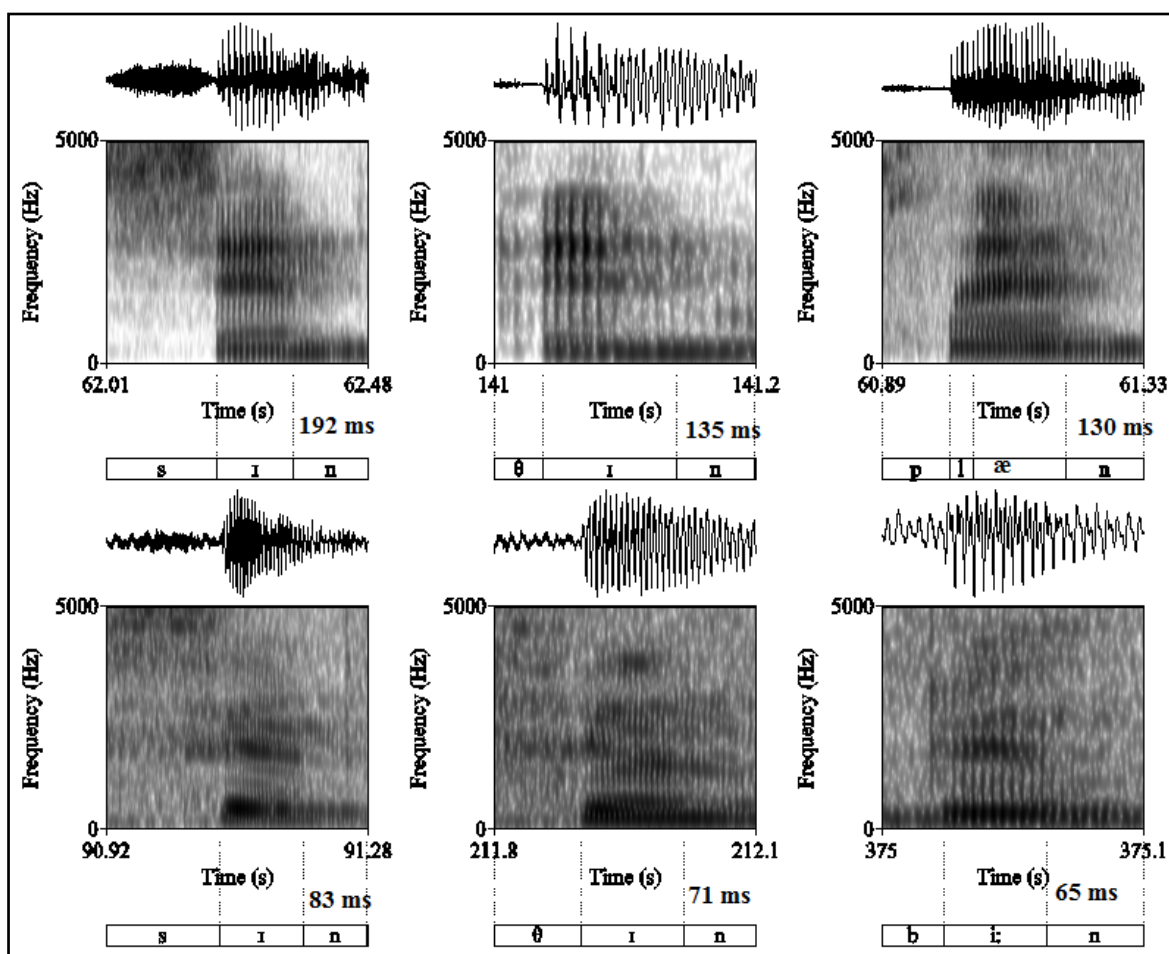 5000
Frequency (Hz)
0
62.01
62.48
Time (s)
192 ms
s
ɪ
n
5000
Frequency (Hz)
0
141
141.2
Time (s)
135 ms
θ
ɪ
n
5000
Frequency (Hz)
0
60.89
61.33
Time (s)
130 ms
p
l
æ
n
5000
Frequency (Hz)
0
90.92
91.28
Time (s)
83 ms
s
ɪ
n
5000
Frequency (Hz)
0
211.8
212.1
Time (s)
71 ms
θ
ɪ
n
5000
Frequency (Hz)
0
375
375.1
Time (s)
65 ms
b
i:
n